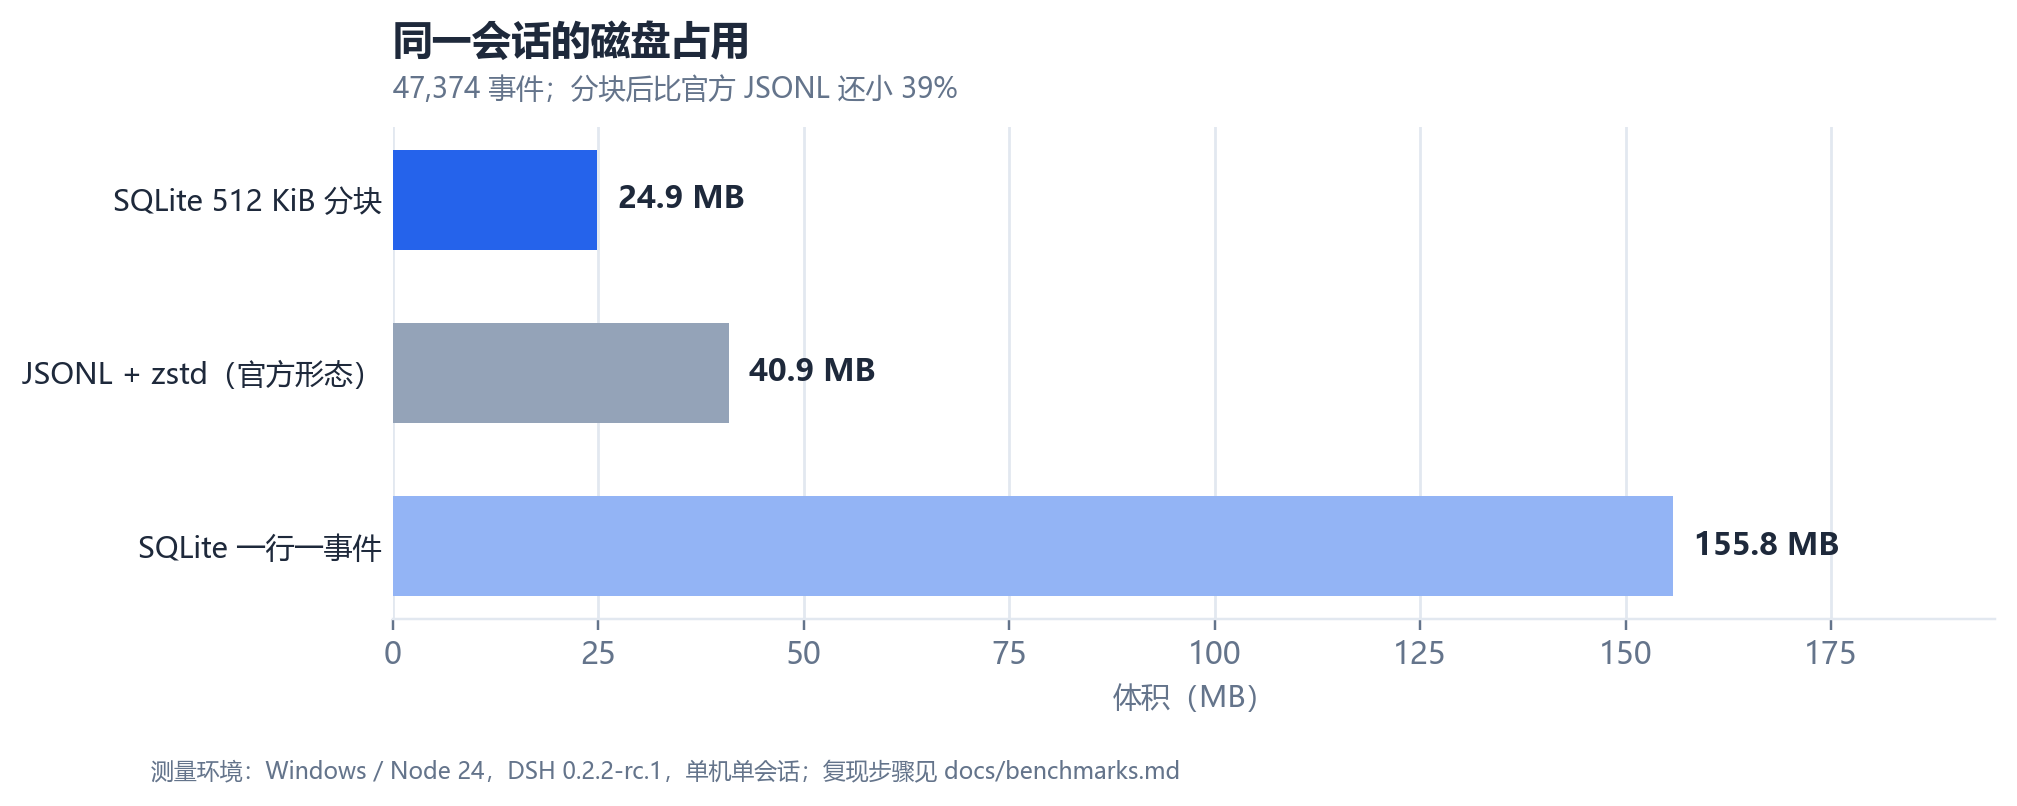 同一会话的磁盘占用
47,374 事件；分块后比官方 JSONL 还小 39%
SQLite 512 KiB 分块
24.9 MB
JSONL + zstd（官方形态）
40.9 MB
SQLite 一行一事件
155.8 MB
0 25 50 75 100 125 150 175
体积（MB）
测量环境：Windows / Node 24，DSH 0.2.2-rc.1，单机单会话；复现步骤见 docs/benchmarks.md